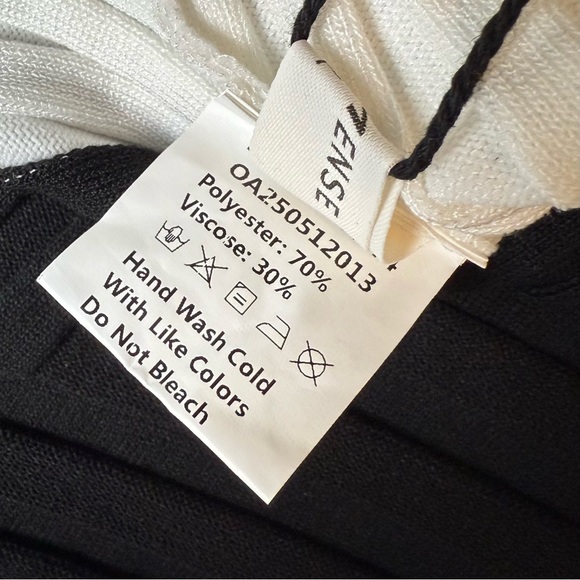 ENSE
OA250512013
Polyester: 70%
Viscose: 30%
Hand Wash Cold
With Like Colors
Do Not Bleach